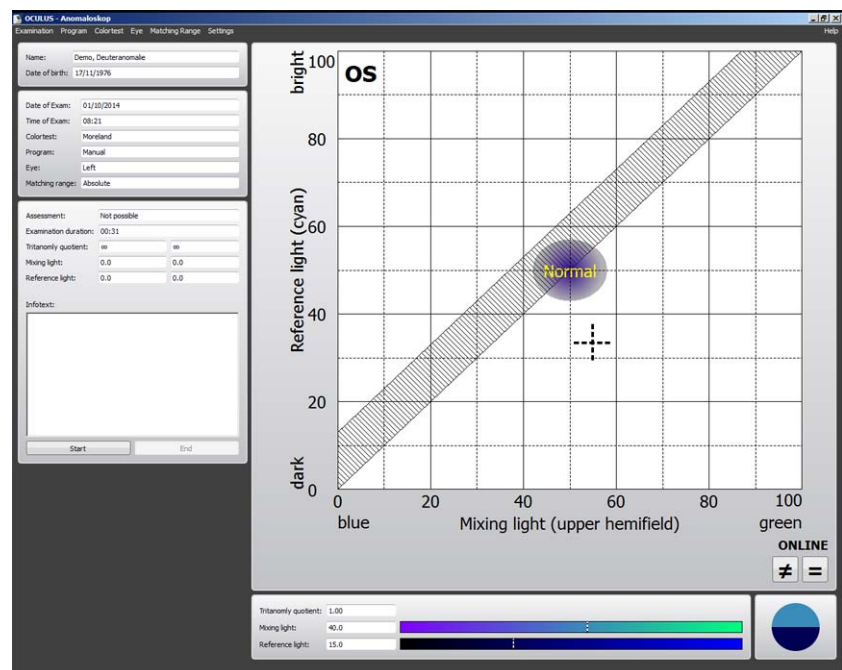 OCULUS - Anomaloskop
Examination Program Colortest Eye Matching Range Settings Help
Name: Demo, Deuteranomale
Date of birth: 17/11/1976
Date of Exam: 01/10/2014
Time of Exam: 08:21
Colortest: Moreland
Program: Manual
Eye: Left
Matching range: Absolute
Assessment: Not possible
Examination duration: 00:31
Tritanomly quotient: ∞ ∞
Mixing light: 0.0 0.0
Reference light: 0.0 0.0
Infotext:
Start End
OS
bright
Reference light (cyan)
dark
100
80
60
40
20
0
Normal
0 20 40 60 80 100
blue Mixing light (upper hemifield) green
ONLINE
≠ =
Tritanomly quotient: 1.00
Mixing light: 40.0
Reference light: 15.0